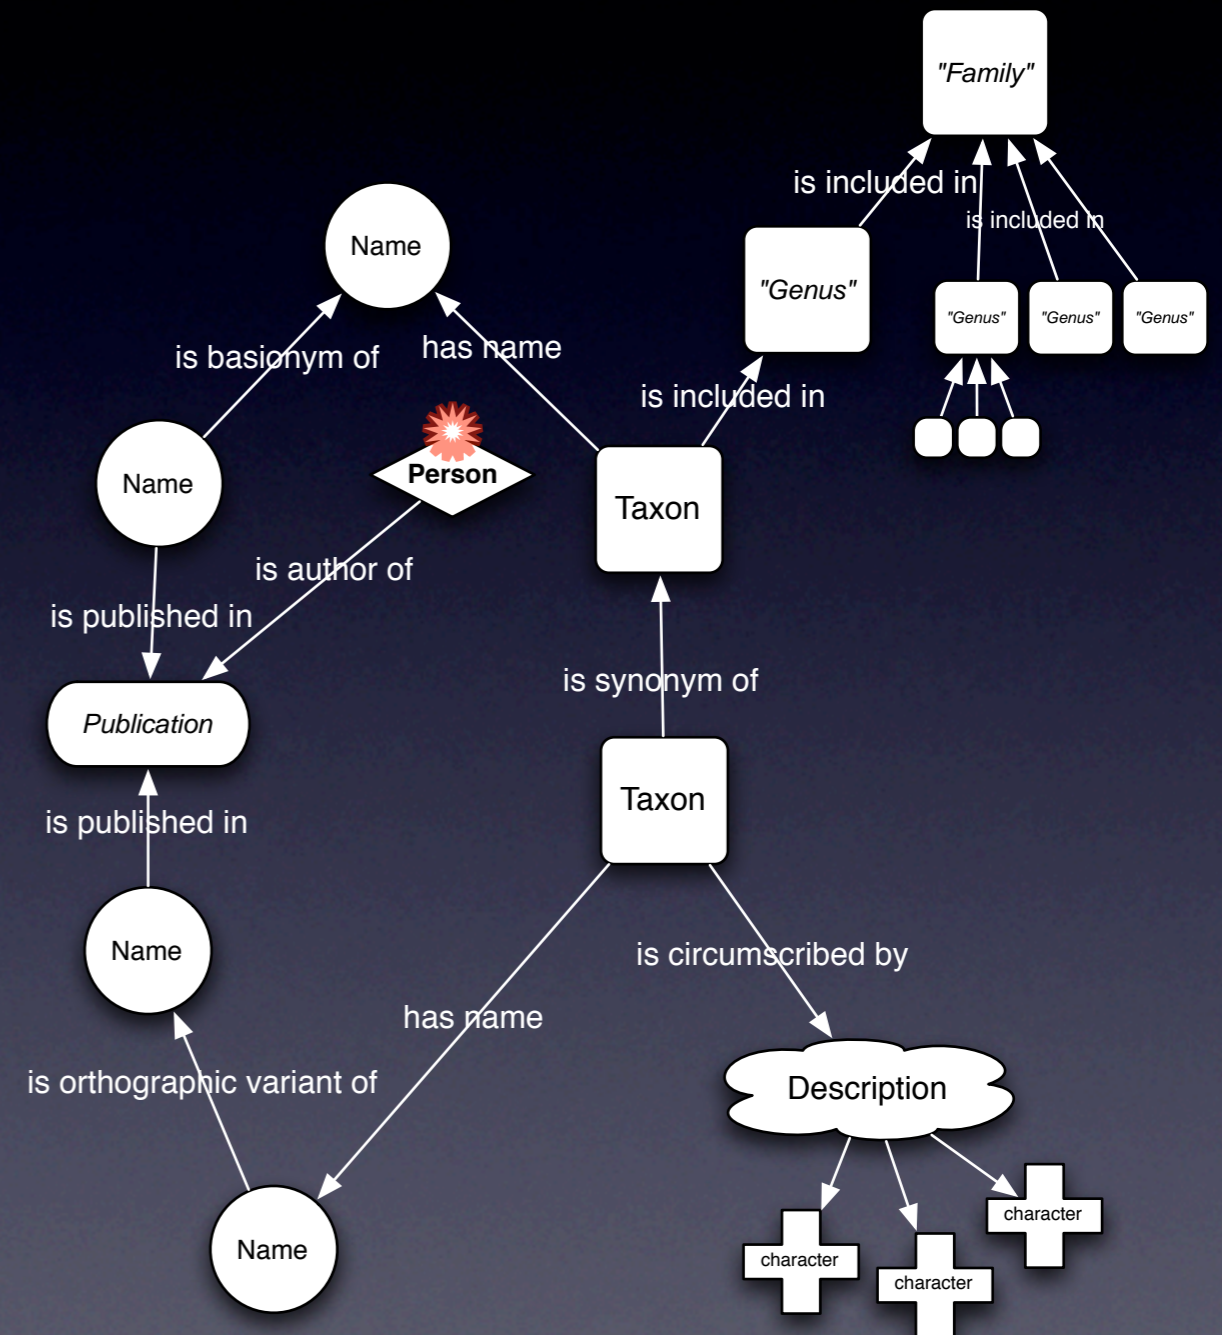 "Family"
is included in
is included in
Name
"Genus"
"Genus"
"Genus"
"Genus"
is basionym of
has name
is included in
Name
Person
Taxon
is author of
is published in
is synonym of
Publication
Taxon
is published in
Name
is circumscribed by
has name
is orthographic variant of
Description
character
Name
character
character